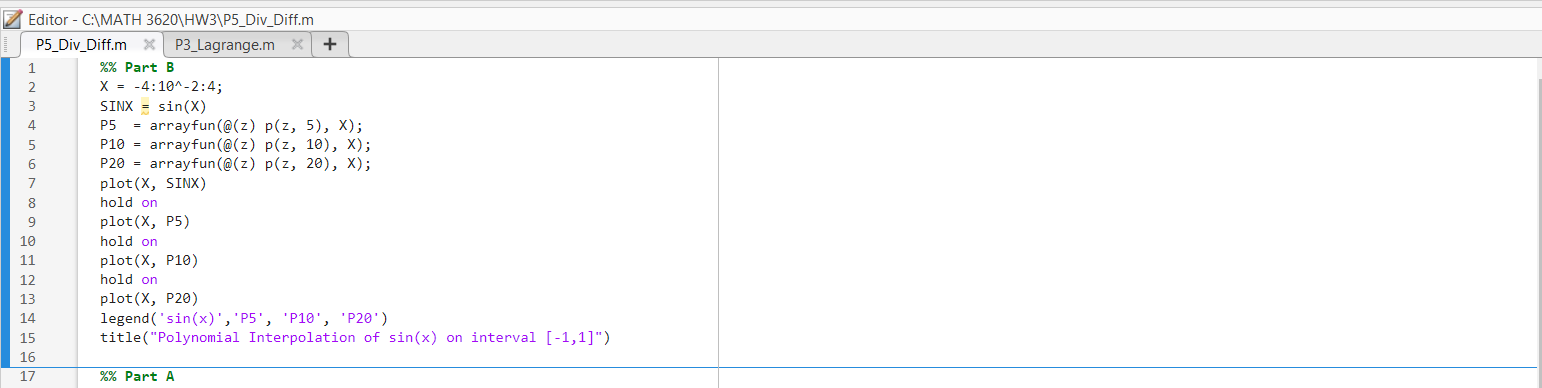 Editor - C:\MATH 3620\HW3\P5_Div_Diff.m
P5_Div_Diff.m P3_Lagrange.m +
1 %% Part B
2 X = -4:10^-2:4;
3 SINX = sin(X)
4 P5  = arrayfun(@(z) p(z, 5), X);
5 P10 = arrayfun(@(z) p(z, 10), X);
6 P20 = arrayfun(@(z) p(z, 20), X);
7 plot(X, SINX)
8 hold on
9 plot(X, P5)
10 hold on
11 plot(X, P10)
12 hold on
13 plot(X, P20)
14 legend('sin(x)','P5', 'P10', 'P20')
15 title("Polynomial Interpolation of sin(x) on interval [-1,1]")
16
17 %% Part A